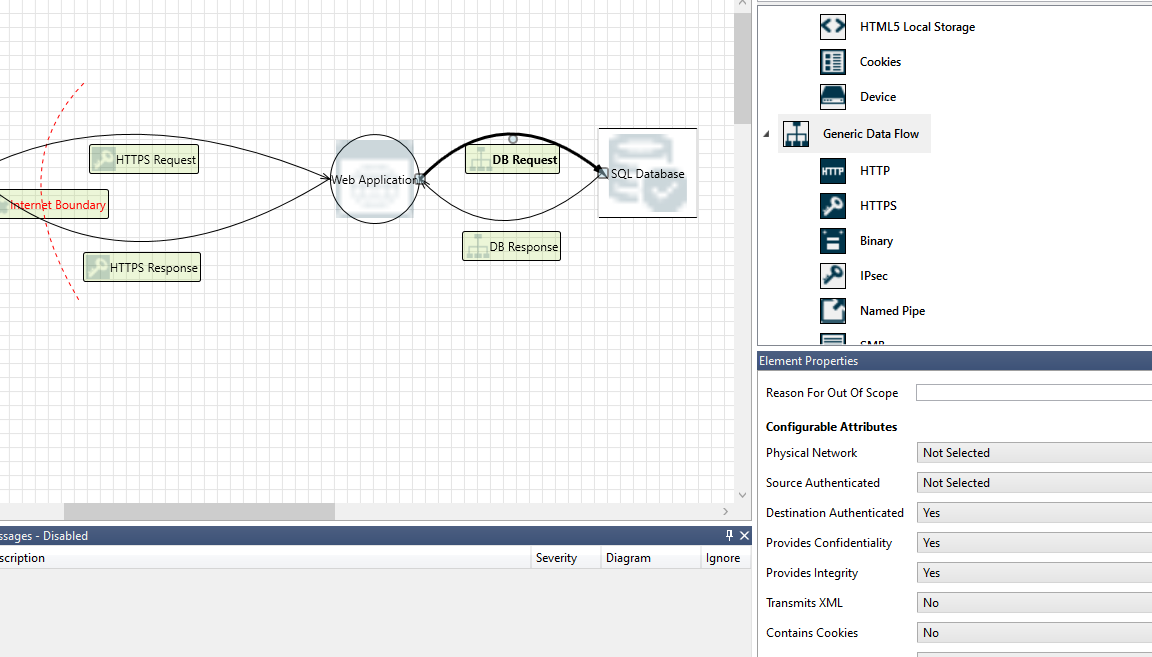 HTML5 Local Storage
Cookies
Device
Generic Data Flow
HTTP
HTTP
HTTPS
Binary
IPsec
Named Pipe
HTTPS Request
Internet Boundary
HTTPS Response
Web Application
DB Request
DB Response
SQL Database
Element Properties
Reason For Out Of Scope
Configurable Attributes
Physical Network Not Selected
Source Authenticated Not Selected
Destination Authenticated Yes
Provides Confidentiality Yes
Provides Integrity Yes
Transmits XML No
Contains Cookies No
ssages - Disabled
scription Severity Diagram Ignore